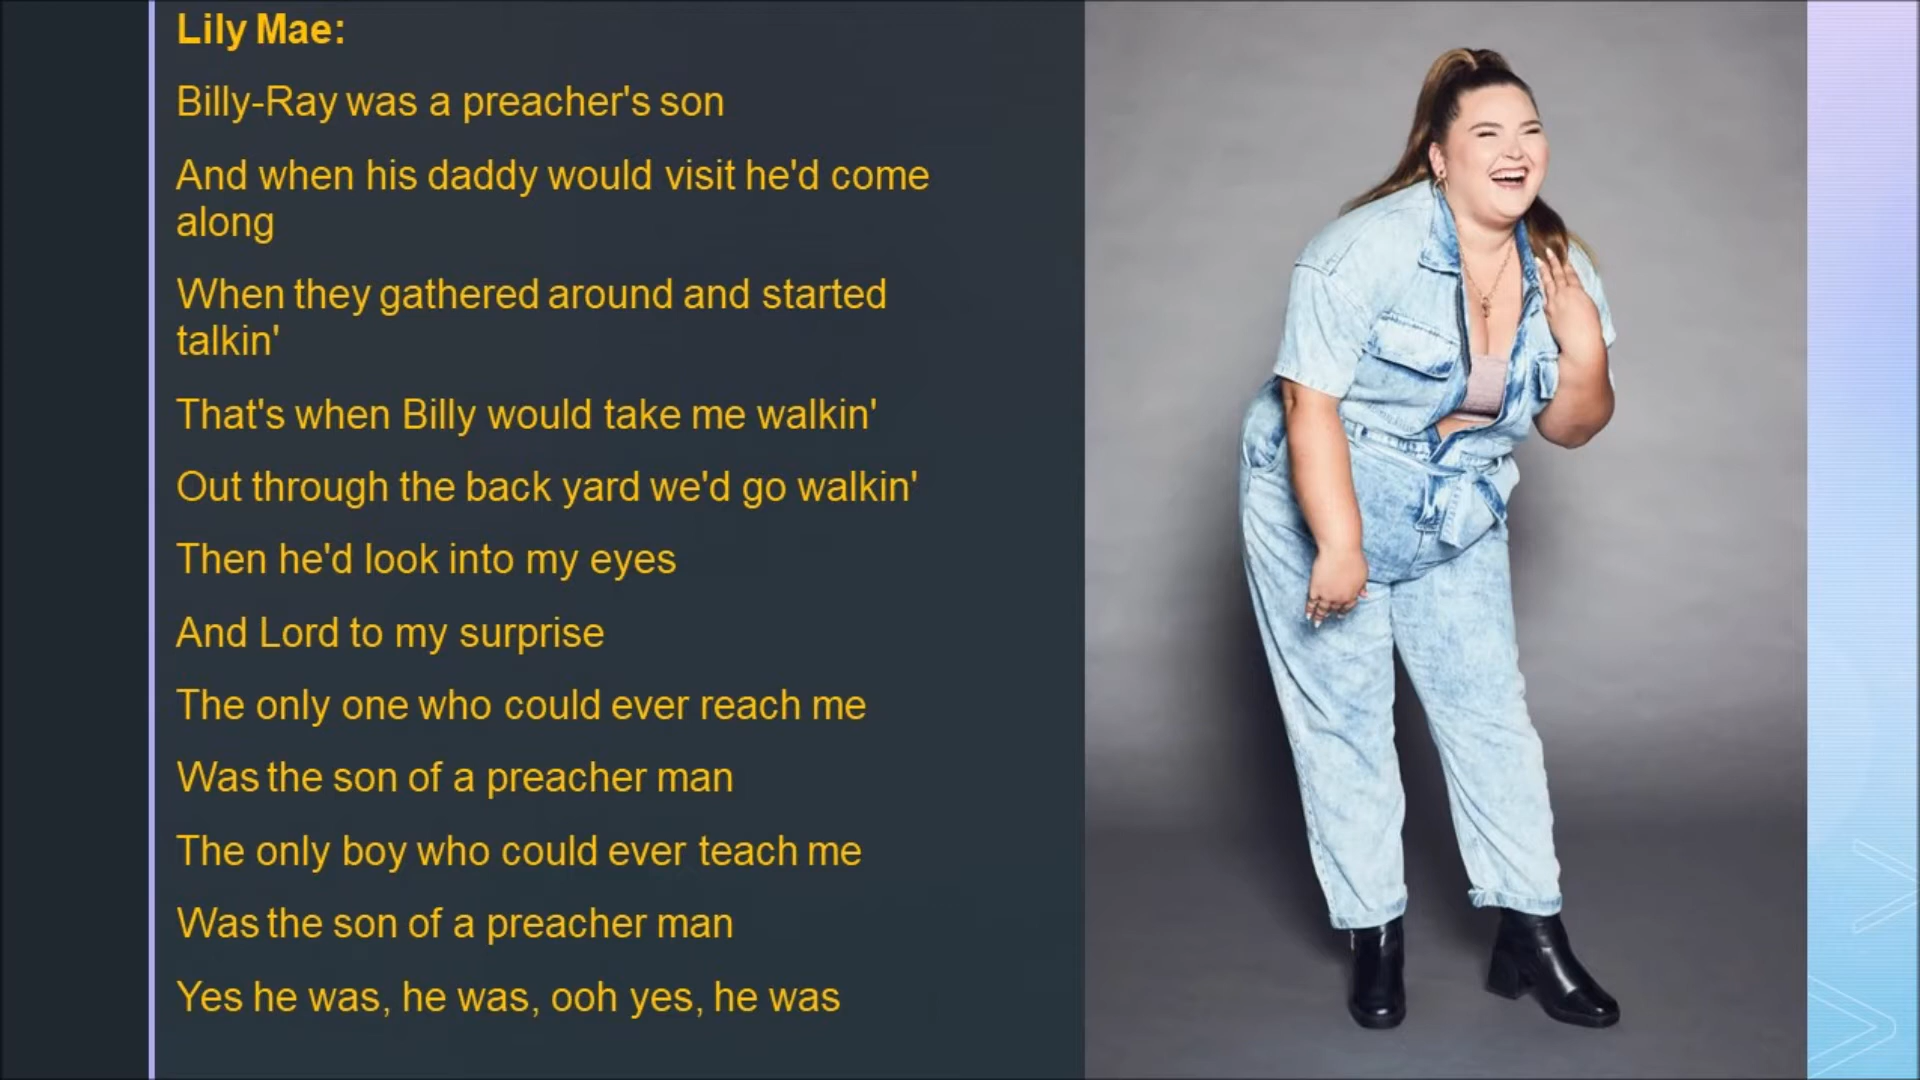 Lily Mae:
Billy-Ray was a preacher's son
And when his daddy would visit he'd come
along
When they gathered around and started
talkin'
That's when Billy would take me walkin'
Out through the back yard we'd go walkin'
Then he'd look into my eyes
And Lord to my surprise
The only one who could ever reach me
Was the son of a preacher man
The only boy who could ever teach me
Was the son of a preacher man
Yes he was, he was, ooh yes, he was